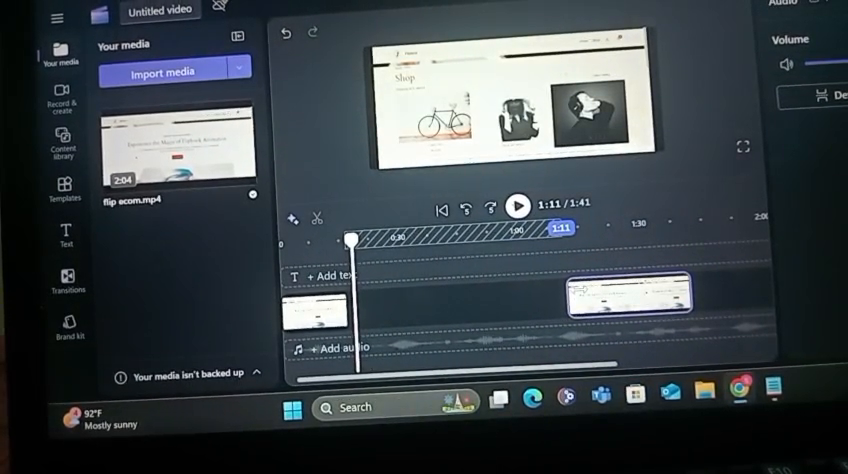 Untitled video
Audio
Your media
Your media
Import media
Volume
Record & create
Content library
Templates
Text
Transitions
Brand kit
2:04
flip ecom.mp4
Shop
De
1:11 / 1:41
0
0:30
1:00
1:11
1:30
2:00
T + Add te
+ Add audio
Your media isn't backed up
92°F
Mostly sunny
Search